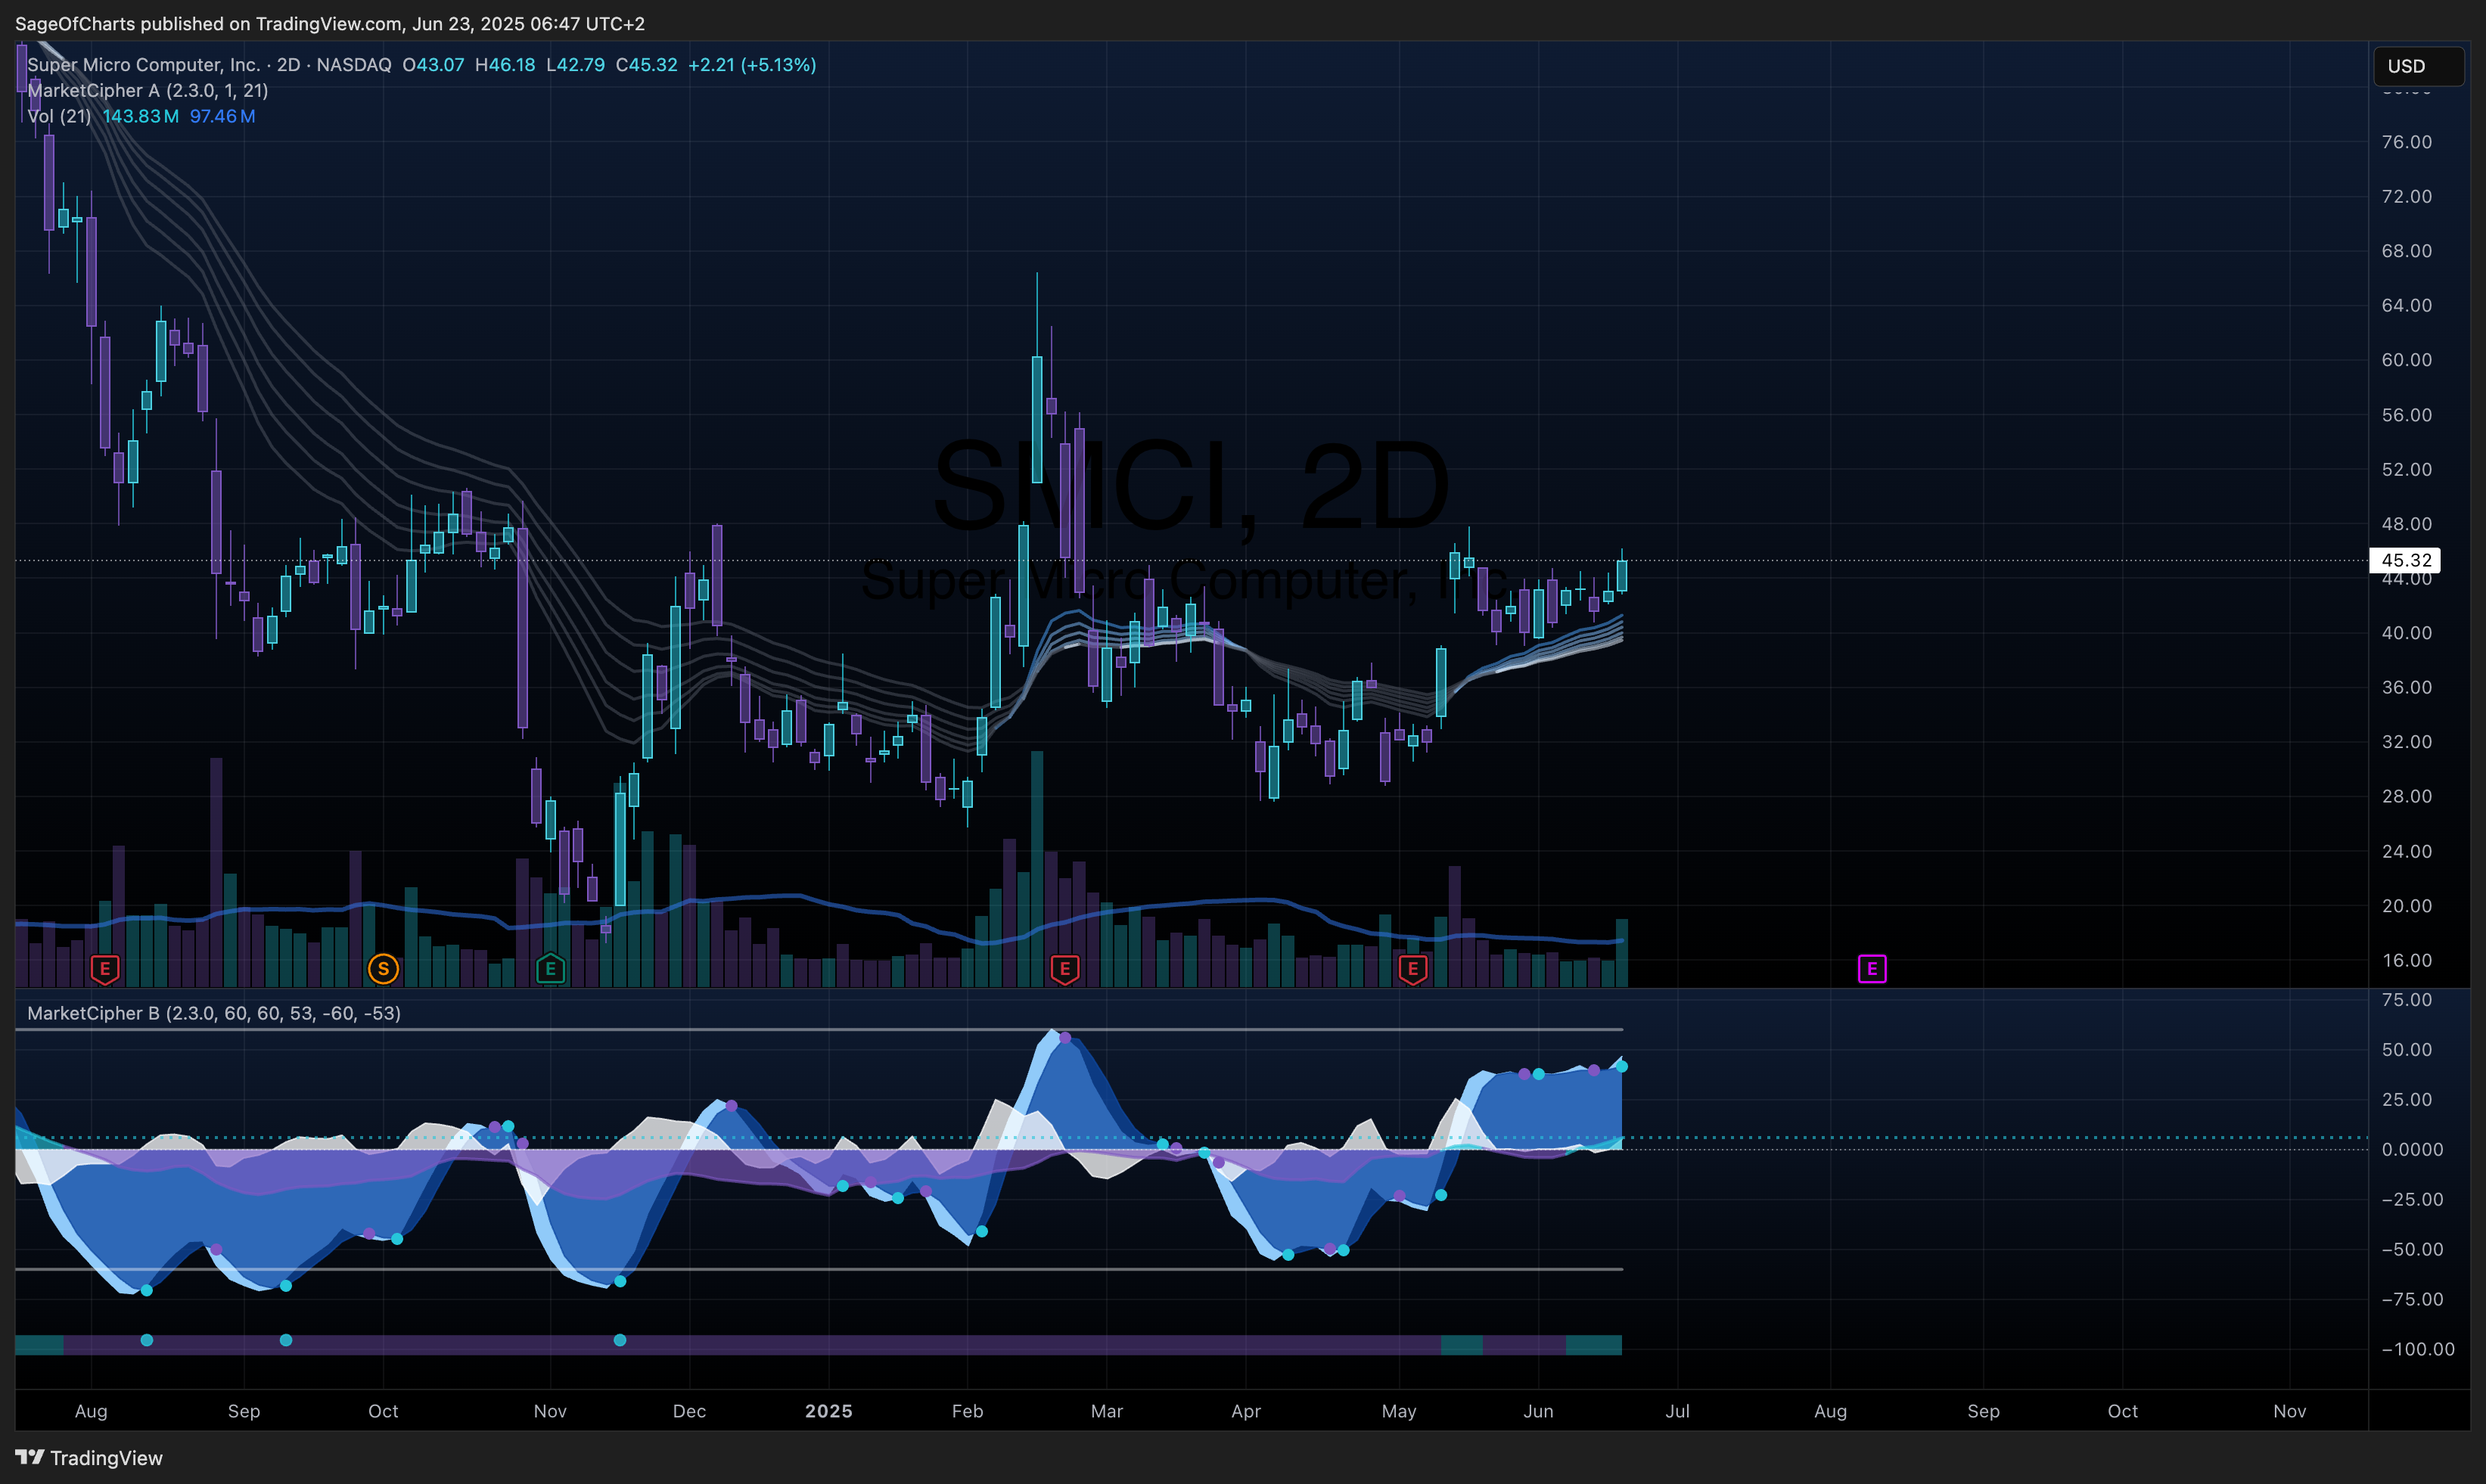 SageOfCharts published on TradingView.com, Jun 23, 2025 06:47 UTC+2
Super Micro Computer, Inc. · 2D · NASDAQ O43.07 H46.18 L42.79 C45.32 +2.21 (+5.13%)
USD
MarketCipher A (2.3.0, 1, 21)
Vol (21) 143.83 M 97.46 M
76.00
72.00
68.00
64.00
60.00
56.00
52.00
SMCI, 2D
48.00
45.32
44.00
Super Micro Computer, Inc.
40.00
36.00
32.00
28.00
24.00
20.00
16.00
E S E E E E
MarketCipher B (2.3.0, 60, 60, 53, -60, -53)
75.00
50.00
25.00
0.0000
−25.00
−50.00
−75.00
−100.00
Aug Sep Oct Nov Dec 2025 Feb Mar Apr May Jun Jul Aug Sep Oct Nov
TradingView